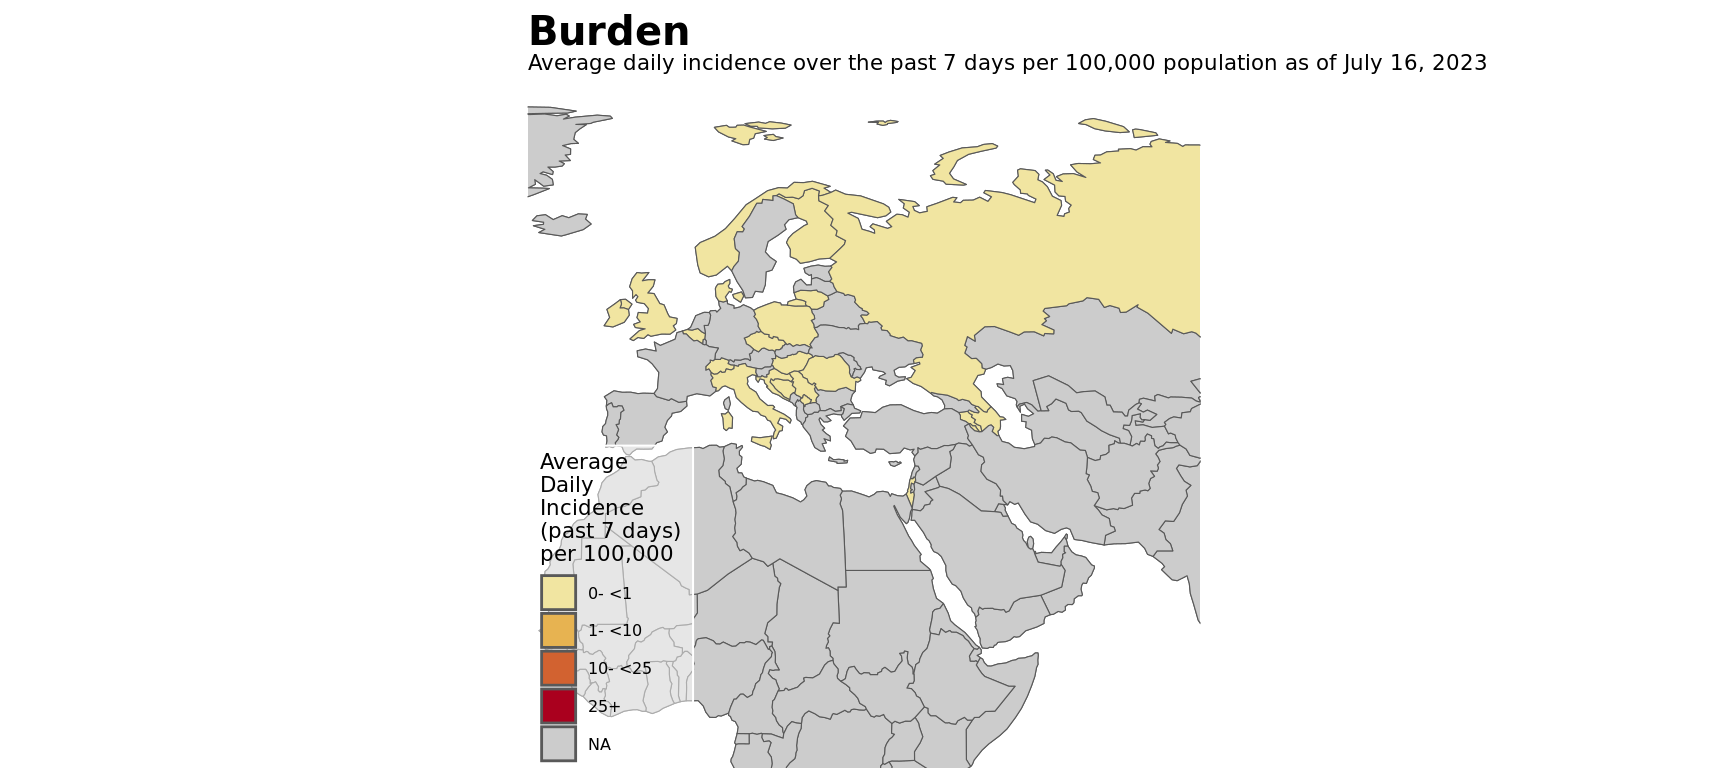 Burden
Average daily incidence over the past 7 days per 100,000 population as of July 16, 2023
Average
Daily
Incidence
(past 7 days)
per 100,000
0- <1
1- <10
10- <25
25+
NA